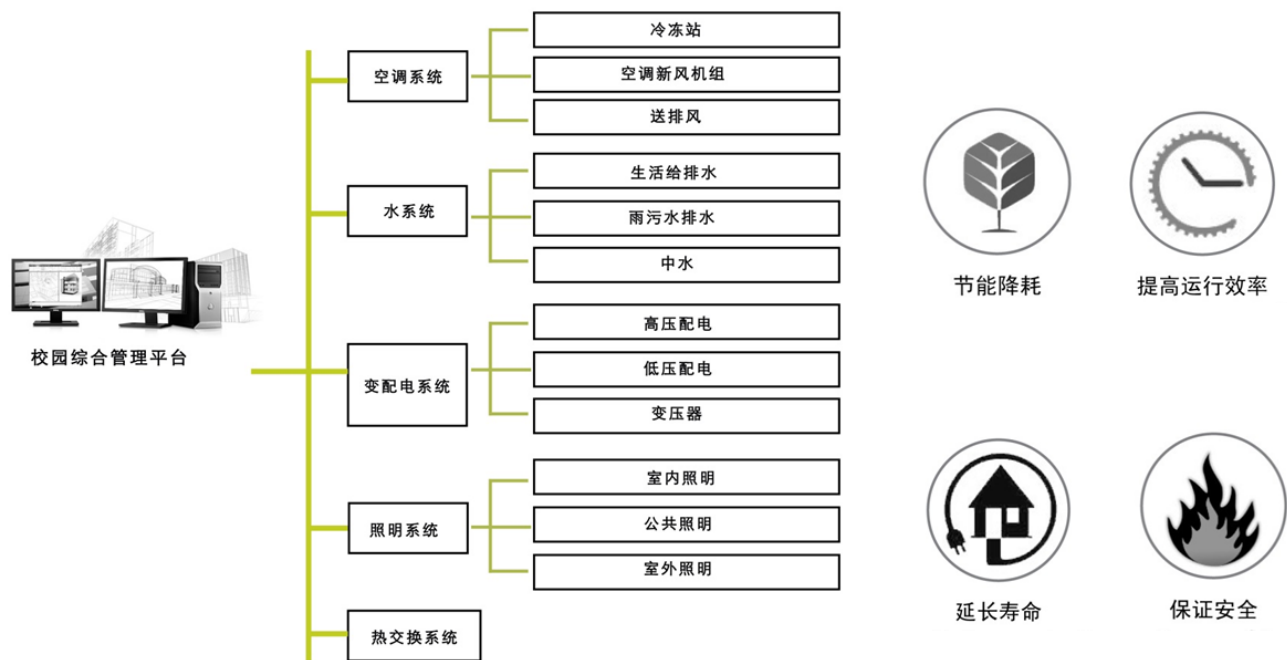 校园综合管理平台
空调系统
冷冻站
空调新风机组
送排风
水系统
生活给排水
雨污水排水
中水
变配电系统
高压配电
低压配电
变压器
照明系统
室内照明
公共照明
室外照明
热交换系统
节能降耗
提高运行效率
延长寿命
保证安全